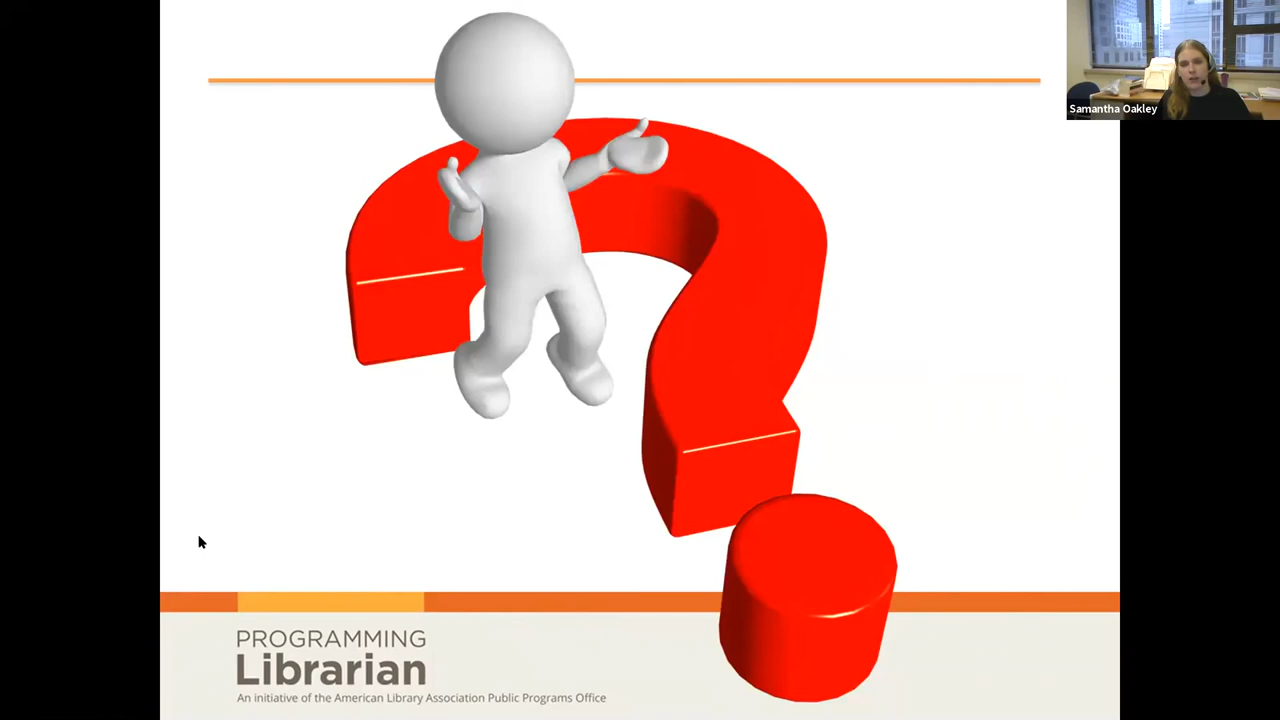 Samantha Oakley
PROGRAMMING
Librarian
An initiative of the American Library Association Public Programs Office